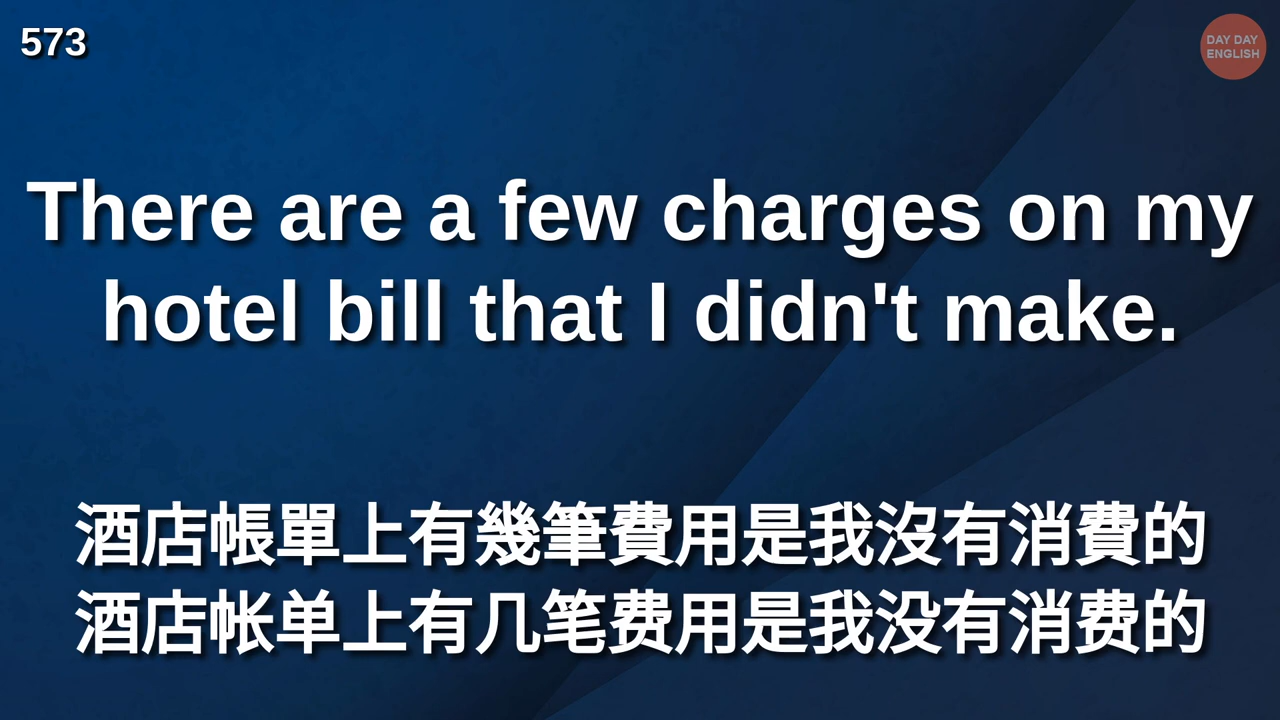 573
DAY DAY
ENGLISH
There are a few charges on my
hotel bill that I didn't make.
酒店帳單上有幾筆費用是我沒有消費的
酒店帐单上有几笔费用是我没有消费的